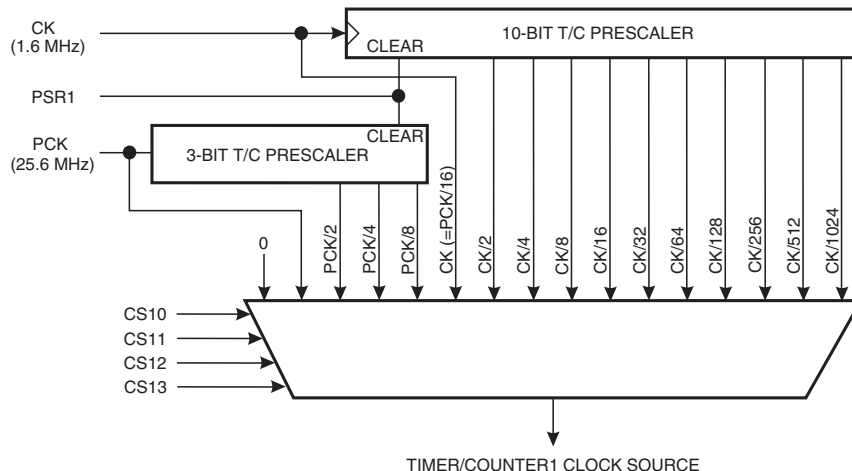 CK
(1.6 MHz)
10-BIT T/C PRESCALER
CLEAR
PSR1
CLEAR
PCK
(25.6 MHz)
3-BIT T/C PRESCALER
0
PCK/2
PCK/4
PCK/8
CK (=PCK/16)
CK/2
CK/4
CK/8
CK/16
CK/32
CK/64
CK/128
CK/256
CK/512
CK/1024
CS10
CS11
CS12
CS13
TIMER/COUNTER1 CLOCK SOURCE